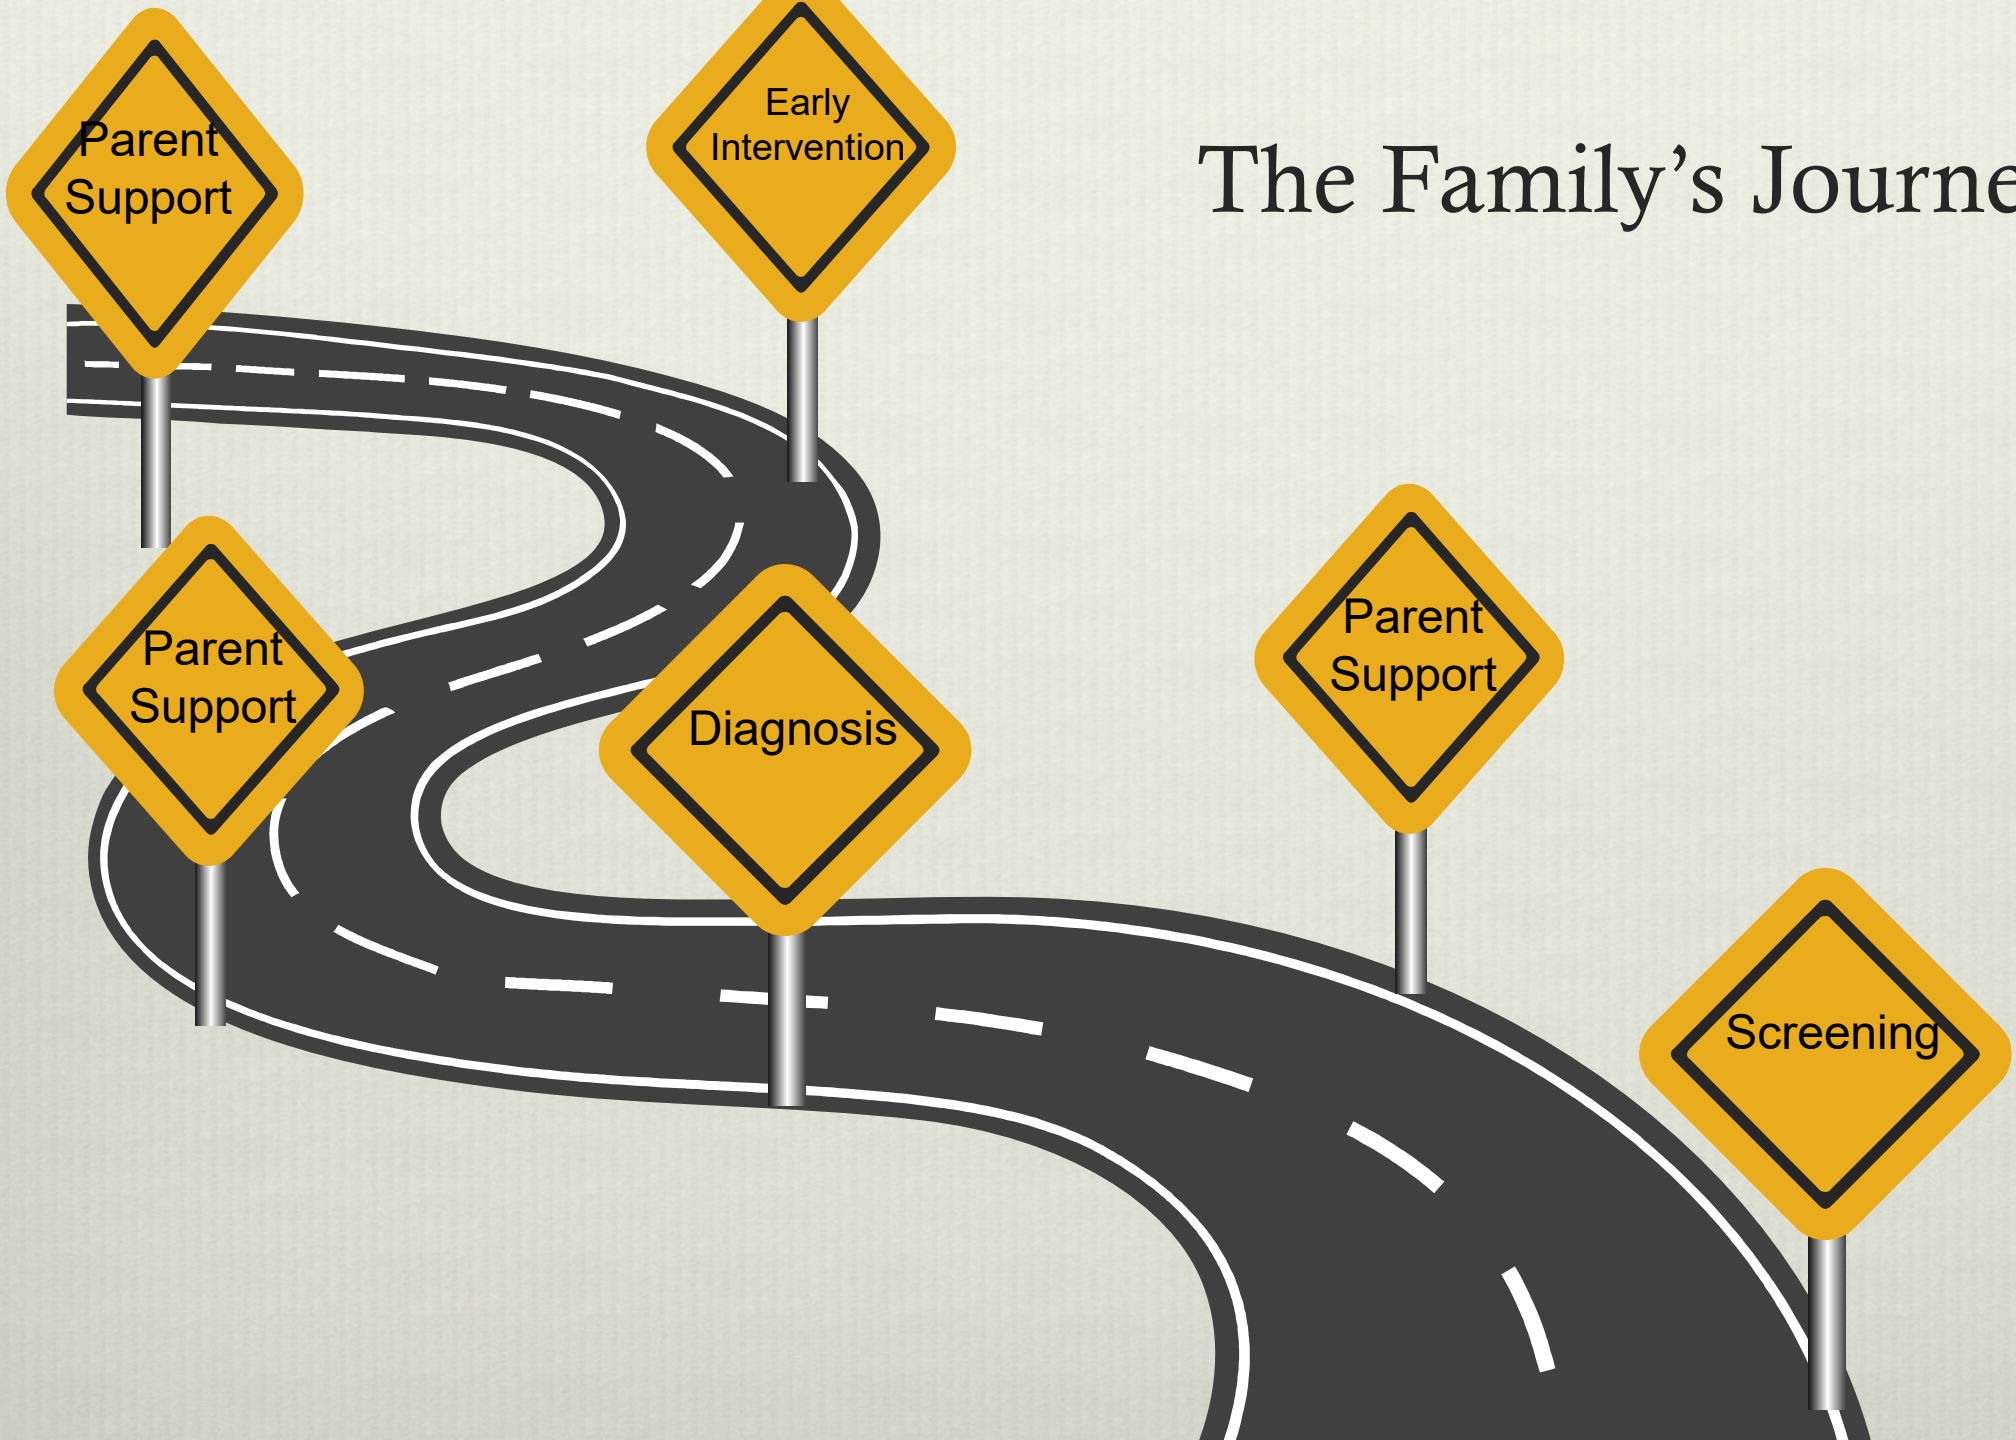 Parent
Support
Early
Intervention
The Family’s Journe
Parent
Support
Diagnosis
Parent
Support
Screening